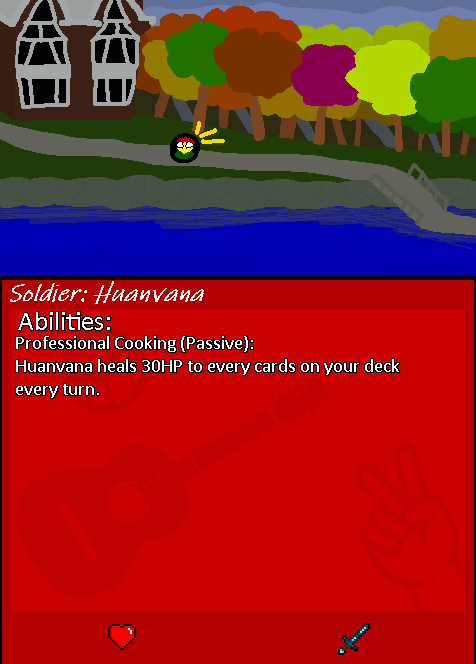 Soldier: Huanvana
Abilities:
Professional Cooking (Passive):
Huanvana heals 30HP to every cards on your deck
every turn.